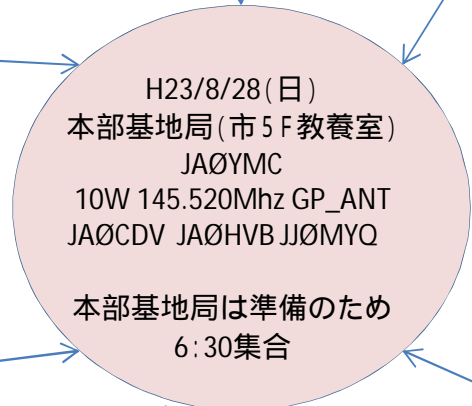 H23/8/28(日)
本部基地局(市5F教養室)
JAØYMC
10W 145.520Mhz GP_ANT
JAØCDV JAØHVB JJØMYQ
本部基地局は準備のため
6:30集合